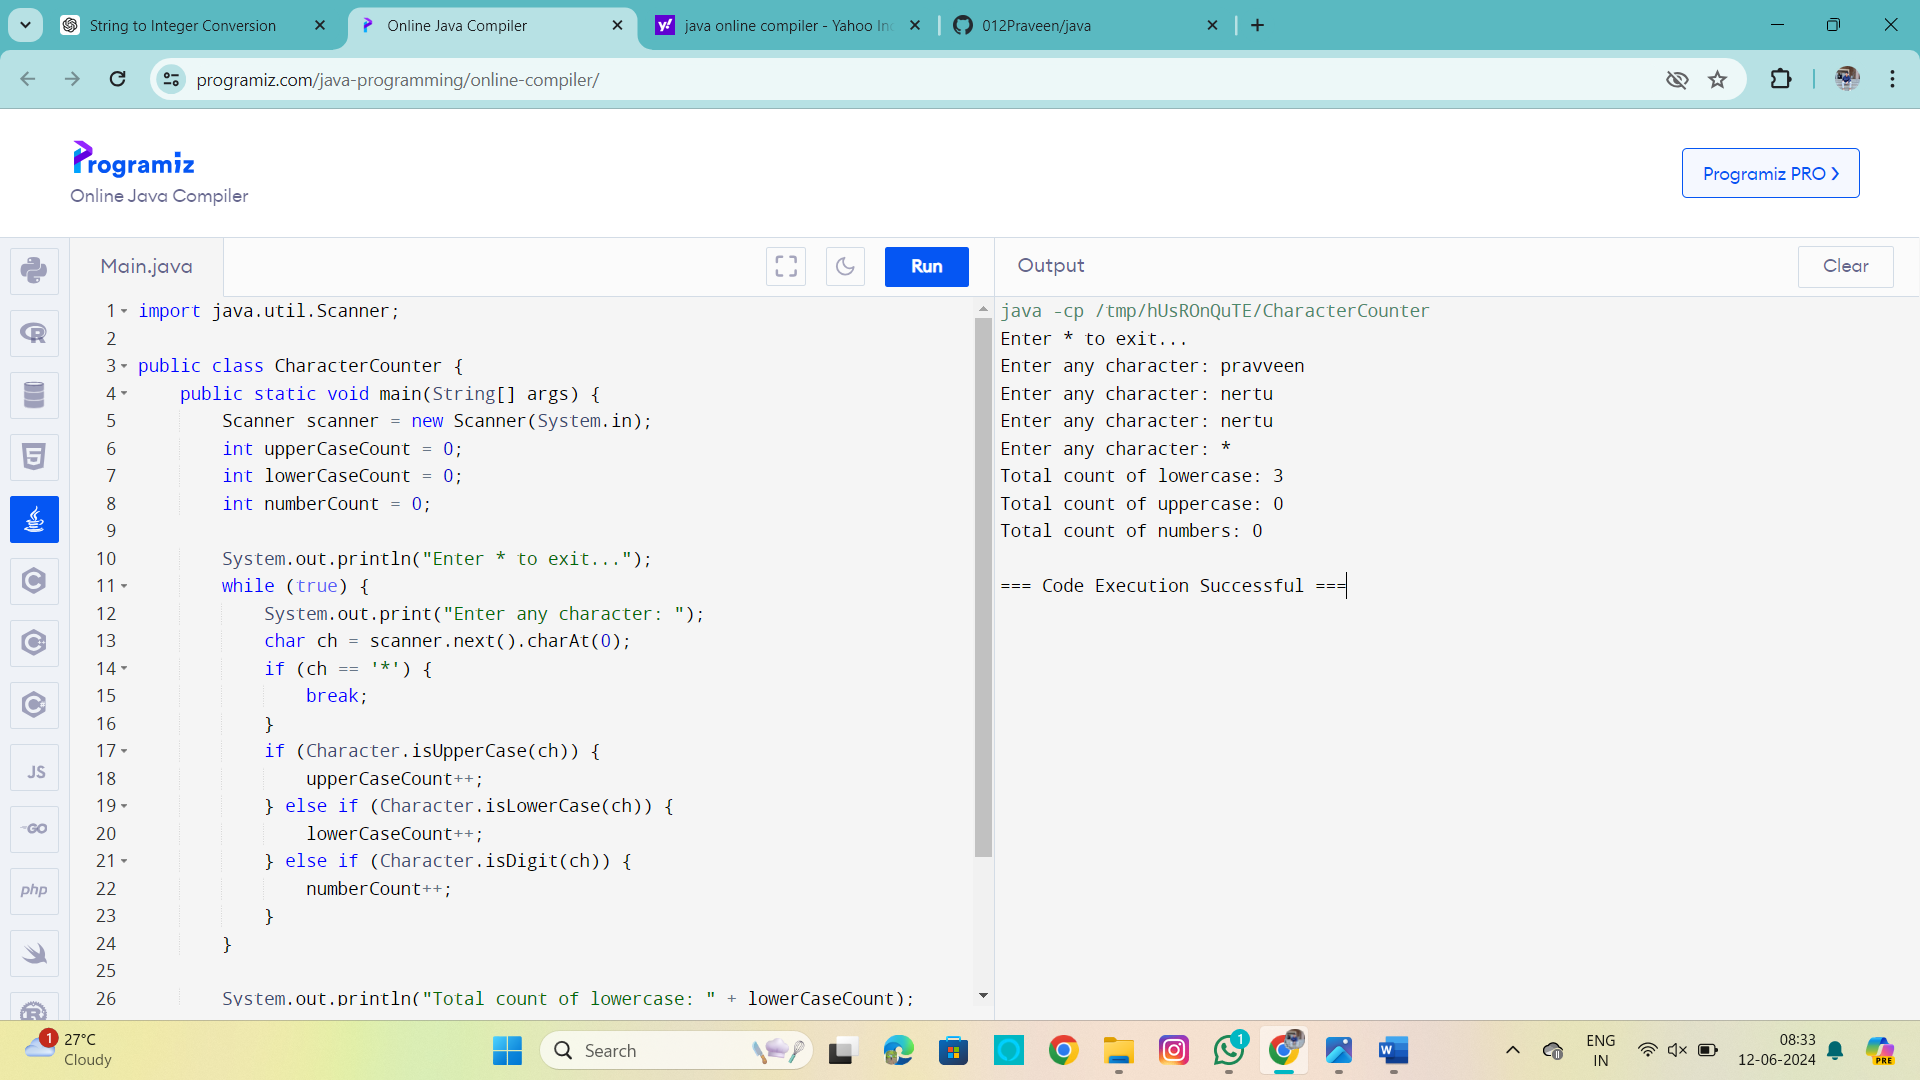 String to Integer Conversion
Online Java Compiler
java online compiler - Yahoo In
012Praveen/java
programiz.com/java-programming/online-compiler/
Programiz
Online Java Compiler
Programiz PRO
Main.java
Run
Output
Clear
1 import java.util.Scanner;
2
3 public class CharacterCounter {
4 public static void main(String[] args) {
5 Scanner scanner = new Scanner(System.in);
6 int upperCaseCount = 0;
7 int lowerCaseCount = 0;
8 int numberCount = 0;
9
10 System.out.println("Enter * to exit...");
11 while (true) {
12 System.out.print("Enter any character: ");
13 char ch = scanner.next().charAt(0);
14 if (ch == '*') {
15 break;
16 }
17 if (Character.isUpperCase(ch)) {
18 upperCaseCount++;
19 } else if (Character.isLowerCase(ch)) {
20 lowerCaseCount++;
21 } else if (Character.isDigit(ch)) {
22 numberCount++;
23 }
24 }
25
26 System.out.println("Total count of lowercase: " + lowerCaseCount);
java -cp /tmp/hUsROnQuTE/CharacterCounter
Enter * to exit...
Enter any character: pravveen
Enter any character: nertu
Enter any character: nertu
Enter any character: *
Total count of lowercase: 3
Total count of uppercase: 0
Total count of numbers: 0
=== Code Execution Successful ===
JS
GO
php
1
27°C
Cloudy
Search
1
ENG
IN
08:33
12-06-2024
PRE